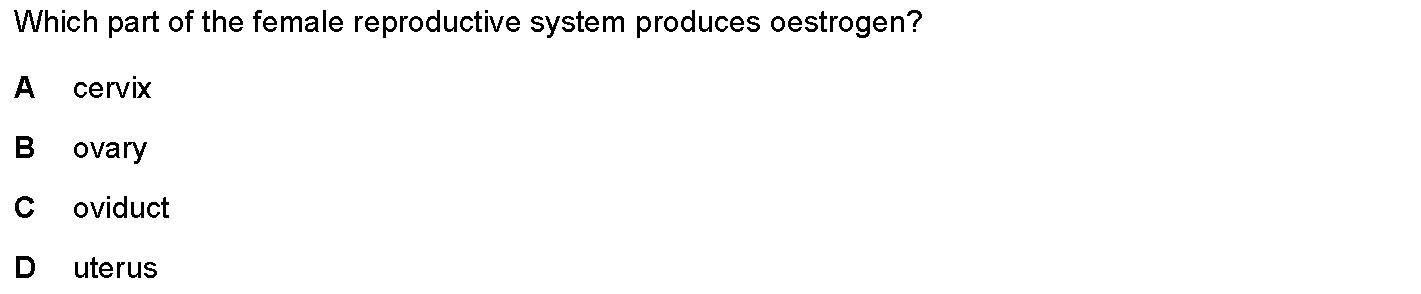 Which part of the female reproductive system produces oestrogen?
A cervix
B ovary
C oviduct
D uterus